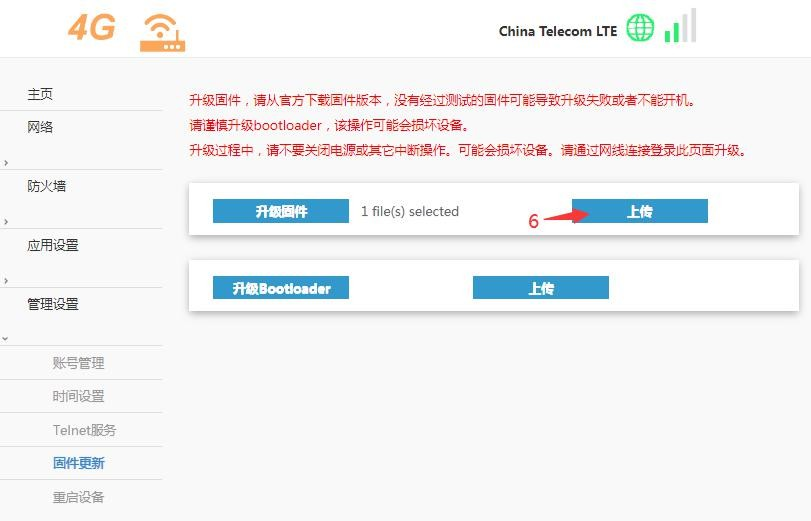 4G
China Telecom LTE
主页
网络
防火墙
应用设置
管理设置
账号管理
时间设置
Telnet服务
固件更新
重启设备
升级固件，请从官方下载固件版本，没有经过测试的固件可能导致升级失败或者不能开机。
请谨慎升级bootloader，该操作可能会损坏设备。
升级过程中，请不要关闭电源或其它中断操作。可能会损坏设备。请通过网线连接登录此页面升级。
升级固件 1 file(s) selected 6 上传
升级Bootloader 上传